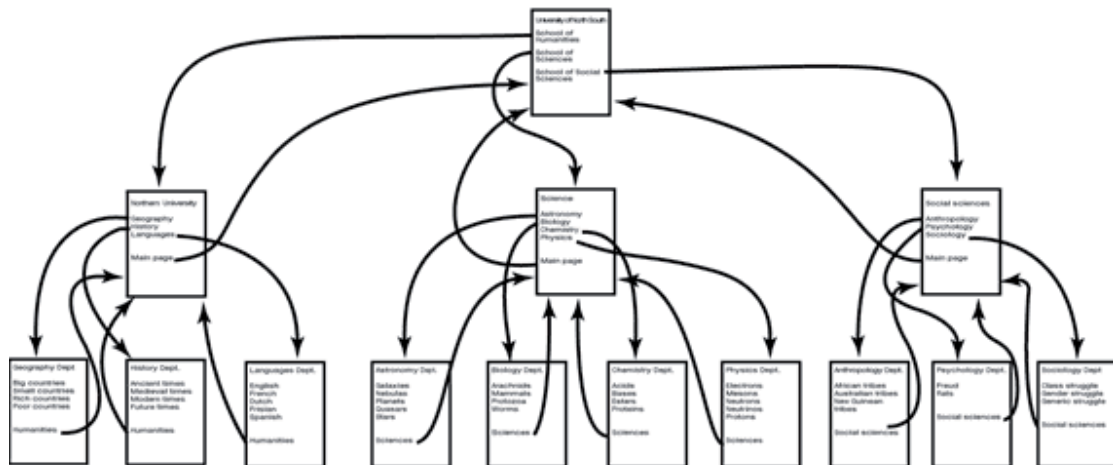 University of North South
School of
Humanities
School of
Sciences
School of Social
Sciences
Northern University
Geography
History
Languages
Main page
Science
Astronomy
Biology
Chemistry
Physics
Main page
Social sciences
Anthropology
Psychology
Sociology
Main page
Geography Dept
Big countries
Small countries
Rich countries
Poor countries
Humanities
History Dept.
Ancient times
Medieval times
Modern times
Future times
Humanities
Languages Dept.
English
French
Dutch
Frisian
Spanish
Humanities
Astronomy Dept.
Galaxies
Nebulas
Planets
Quasars
Stars
Sciences
Biology Dept.
Arachnids
Mammals
Protozoa
Worms
Sciences
Chemistry Dept.
Acids
Bases
Esters
Proteins
Sciences
Physics Dept.
Electrons
Mesons
Neutrons
Neutrinos
Protons
Sciences
Anthropology Dept.
African tribes
Australian tribes
New Guinean
tribes
Social sciences
Psychology Dept.
Freud
Rats
Social sciences
Sociology Dept
Class struggle
Gender struggle
Generic struggle
Social sciences